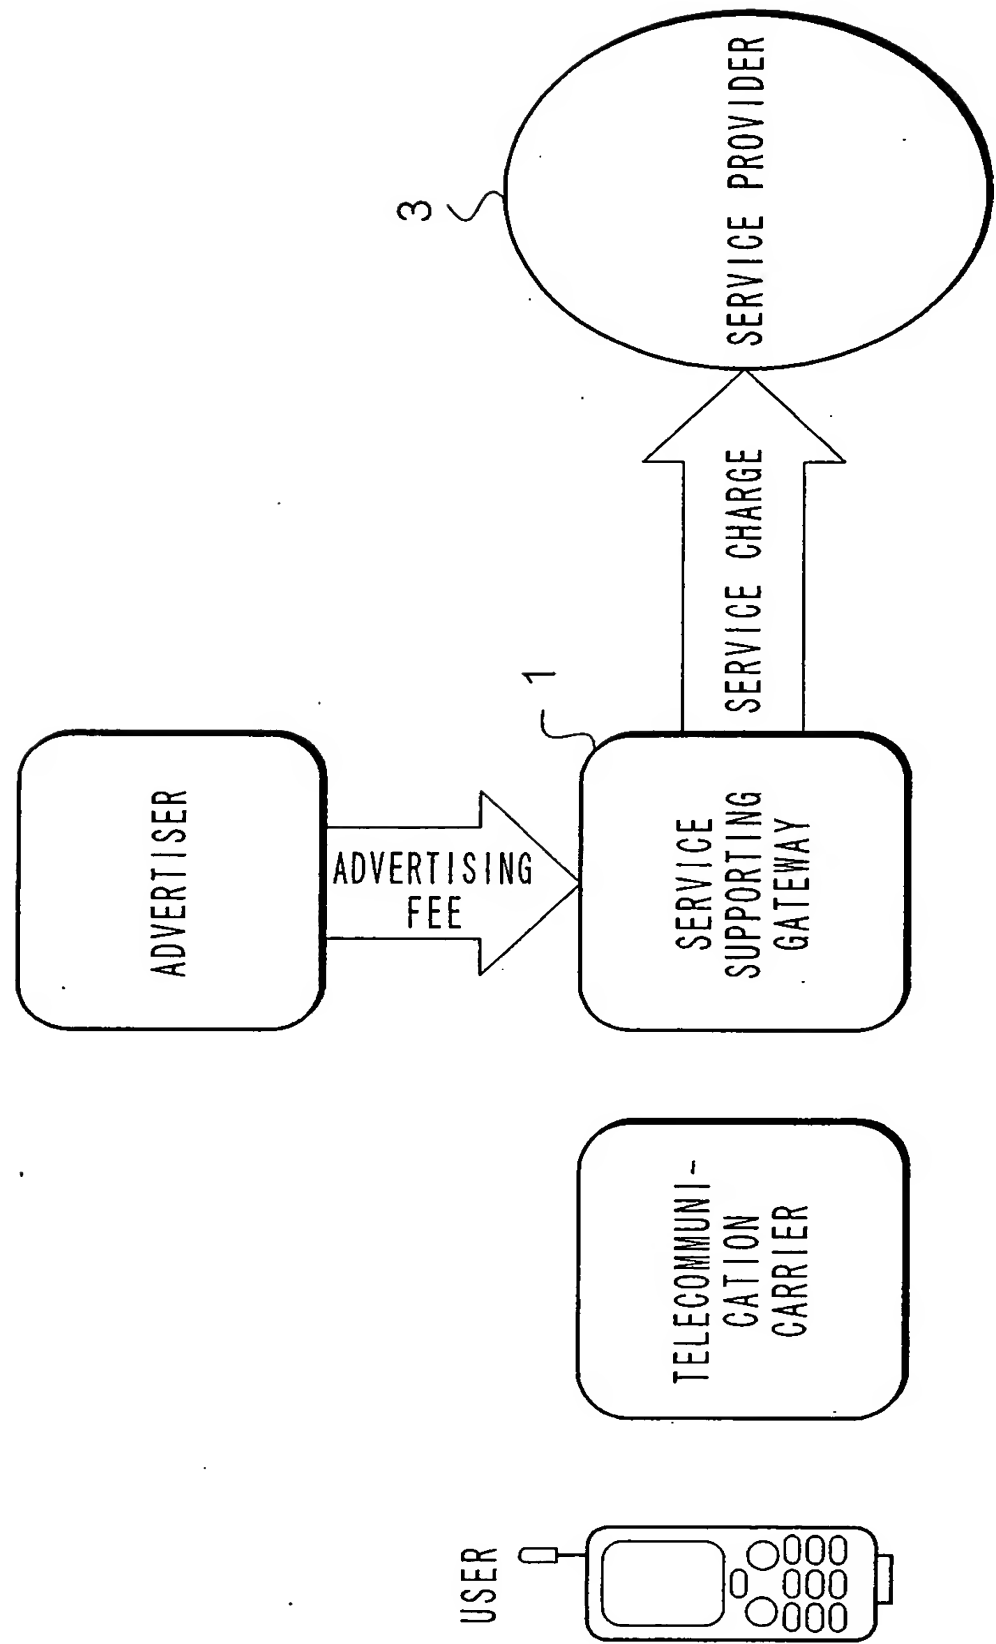 ADVERTISER
ADVERTISING
FEE
USER
TELECOMMUNI-
CATION
CARRIER
1
SERVICE
SUPPORTING
GATEWAY
SERVICE CHARGE
3
SERVICE PROVIDER